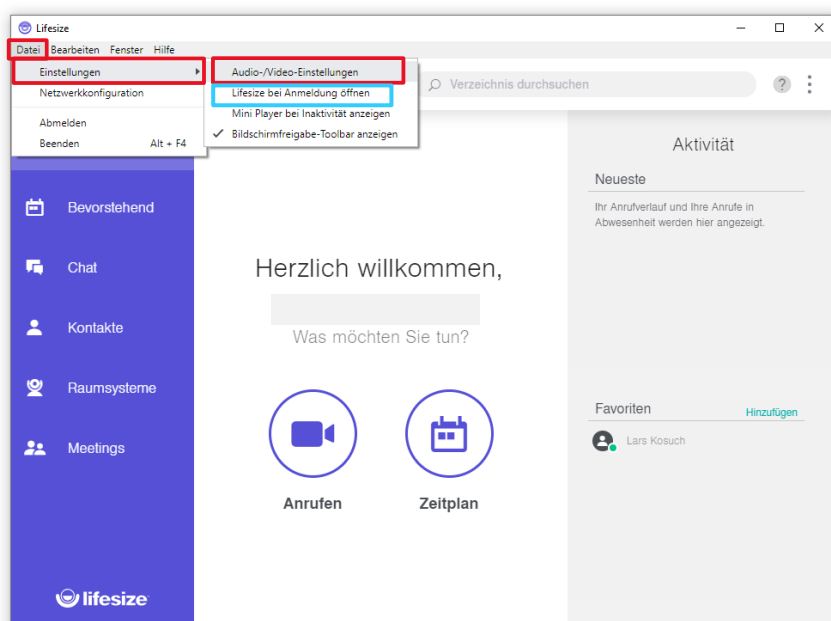 Lifesize
Datei Bearbeiten Fenster Hilfe
Einstellungen
Netzwerkkonfiguration
Abmelden
Beenden Alt + F4
Audio-/Video-Einstellungen
Lifesize bei Anmeldung öffnen
Mini Player bei Inaktivität anzeigen
Bildschirmfreigabe-Toolbar anzeigen
Verzeichnis durchsuchen
?
Bevorstehend
Chat
Kontakte
Raumsysteme
Meetings
lifesize
Herzlich willkommen,
Was möchten Sie tun?
Anrufen
Zeitplan
Aktivität
Neueste
Ihr Anrufverlauf und Ihre Anrufe in
Abwesenheit werden hier angezeigt.
Favoriten
Hinzufügen
Lars Kosuch